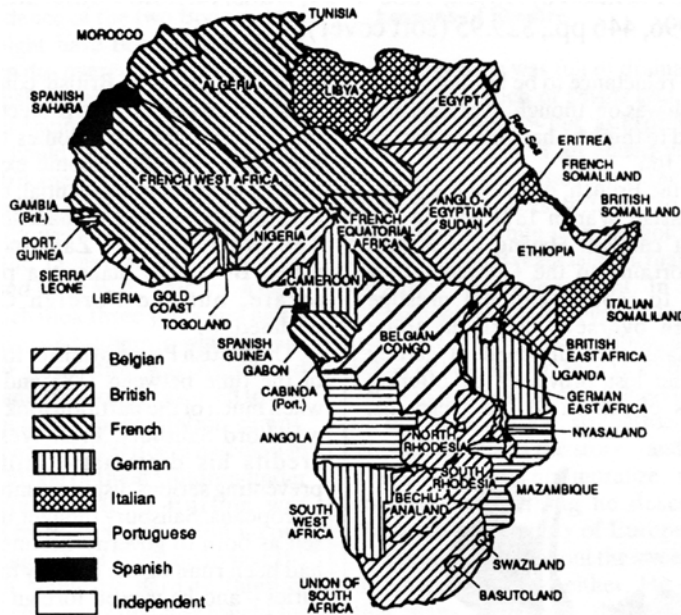 TUNISIA
MOROCCO
ALGERIA
LIBYA
EGYPT
SPANISH
SAHARA
Red Sea
ERITREA
FRENCH
SOMALILAND
FRENCH WEST AFRICA
GAMBIA
(Brit.)
ANGLO-
EGYPTIAN
SUDAN
BRITISH
SOMALILAND
FRENCH
EQUATORIAL
AFRICA
NIGERIA
PORT.
GUINEA
ETHIOPIA
SIERRA
LEONE
LIBERIA
CAMEROON
GOLD
COAST
TOGOLAND
ITALIAN
SOMALILAND
SPANISH
GUINEA
BELGIAN
CONGO
BRITISH
EAST AFRICA
GABON
UGANDA
CABINDA
(Port.)
GERMAN
EAST AFRICA
ANGOLA
NYASALAND
NORTH
RHODESIA
SOUTH
RHODESIA
MAZAMBIQUE
BECHU-
ANALAND
SOUTH
WEST
AFRICA
SWAZILAND
BASUTOLAND
UNION OF
SOUTH
AFRICA
Belgian
British
French
German
Italian
Portuguese
Spanish
Independent